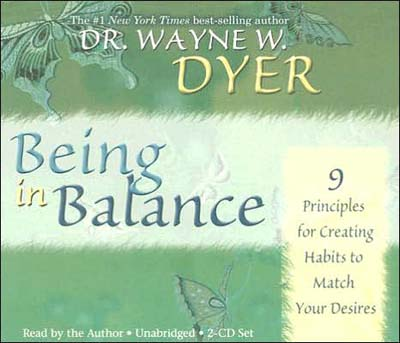 The #1 New York Times best-selling author
DR. WAYNE W.
DYER
Being
in Balance
9
Principles
for Creating
Habits to
Match
Your Desires
Read by the Author • Unabridged • 2-CD Set